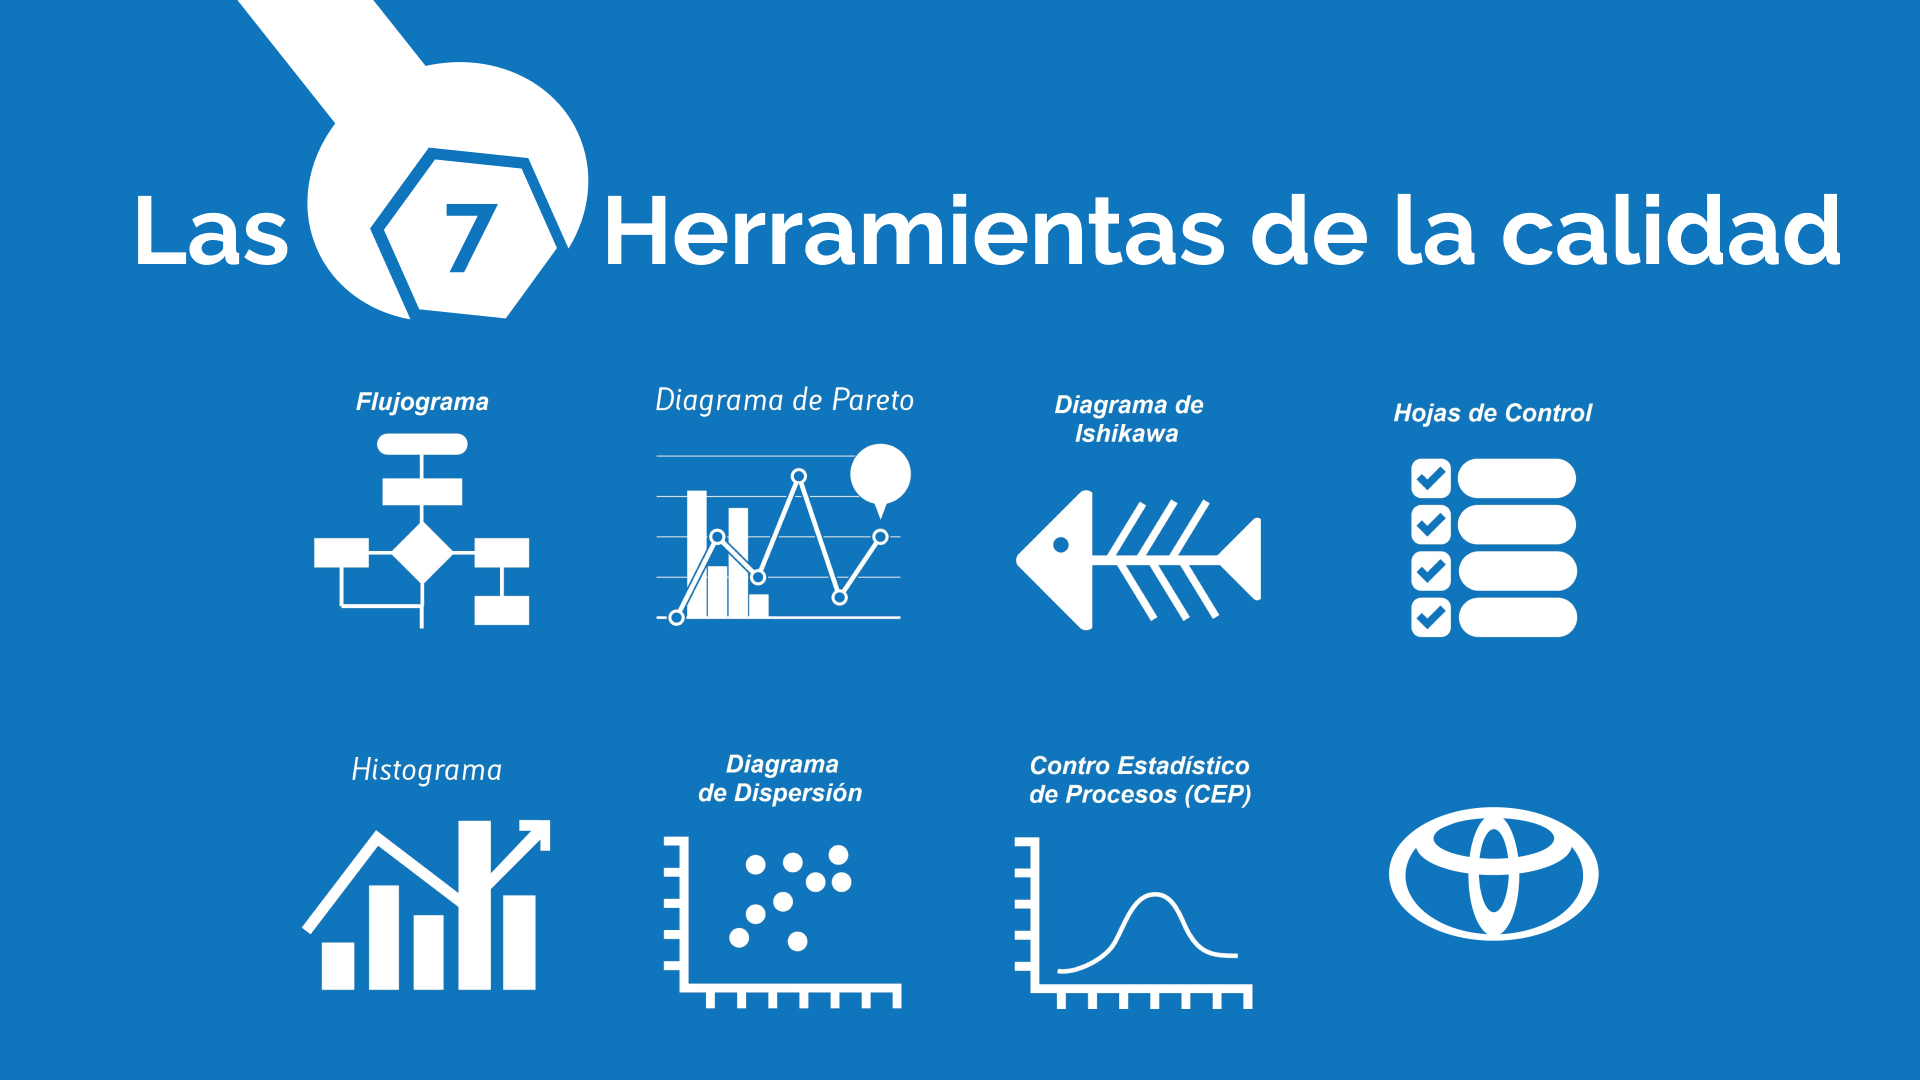 Las 7 Herramientas de la calidad
Flujograma
Diagrama de Pareto
Diagrama de
Ishikawa
Hojas de Control
Histograma
Diagrama
de Dispersión
Contro Estadístico
de Procesos (CEP)